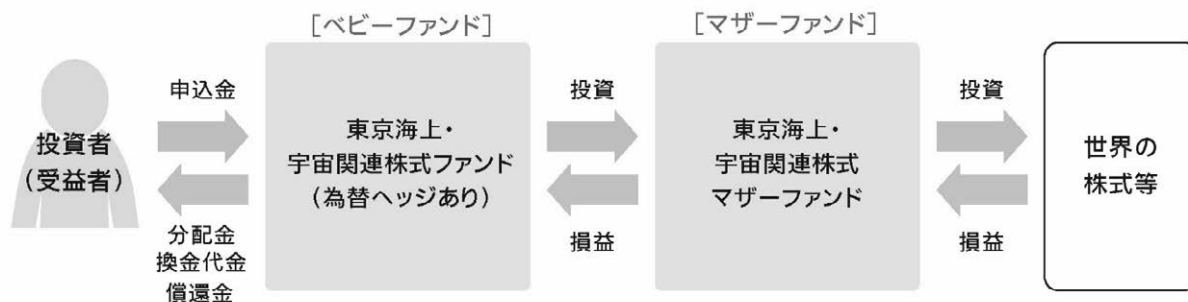 [ベビーファンド]
[マザーファンド]
投資者
(受益者)
申込金
分配金
換金代金
償還金
東京海上・
宇宙関連株式ファンド
(為替ヘッジあり)
投資
損益
東京海上・
宇宙関連株式
マザーファンド
投資
損益
世界の
株式等